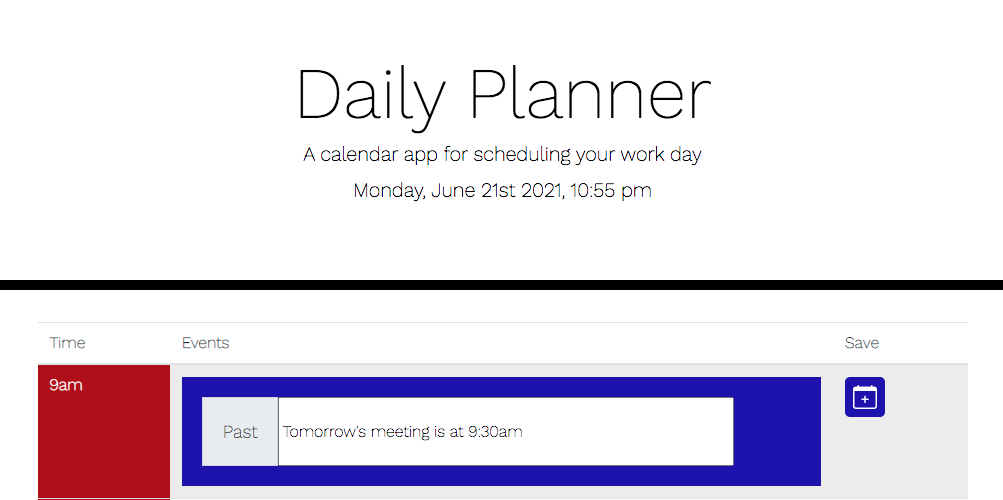 Daily Planner
A calendar app for scheduling your work day
Monday, June 21st 2021, 10:55 pm
Time Events Save
9am
Past Tomorrow's meeting is at 9:30am